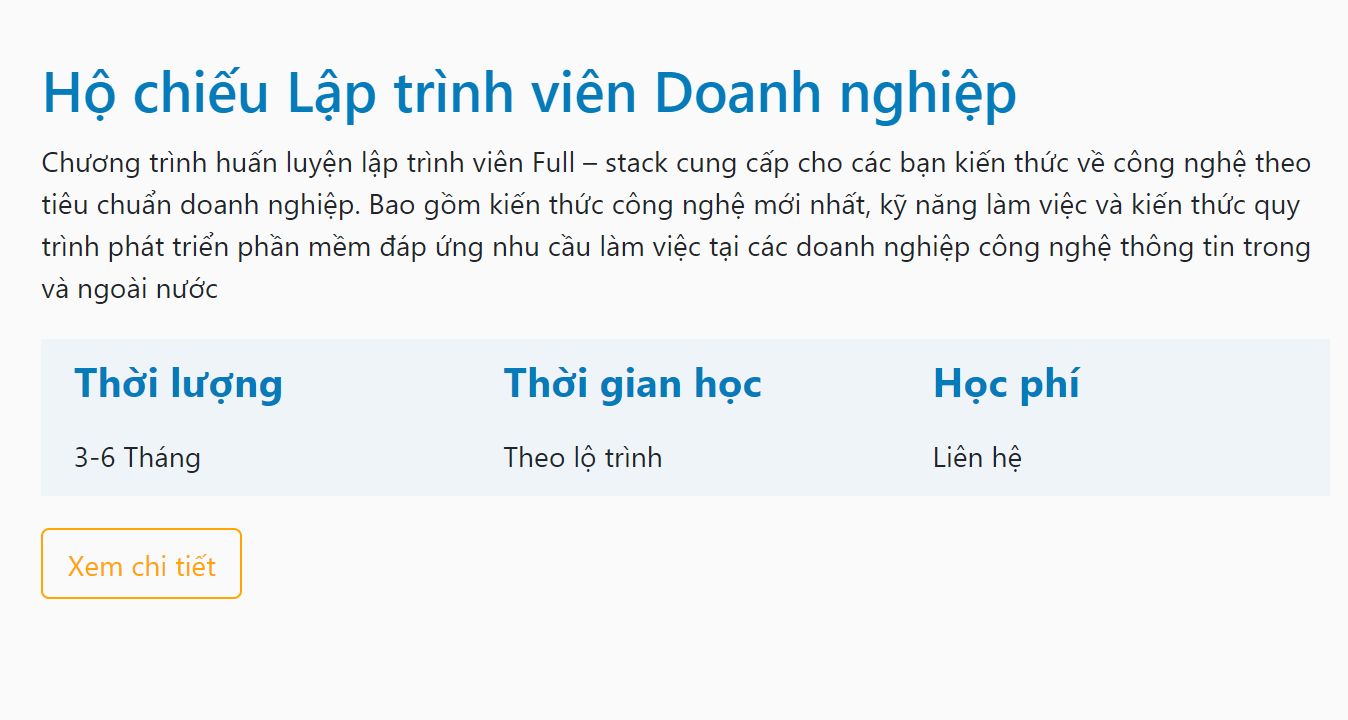 Hộ chiếu Lập trình viên Doanh nghiệp
Chương trình huấn luyện lập trình viên Full – stack cung cấp cho các bạn kiến thức về công nghệ theo
tiêu chuẩn doanh nghiệp. Bao gồm kiến thức công nghệ mới nhất, kỹ năng làm việc và kiến thức quy
trình phát triển phần mềm đáp ứng nhu cầu làm việc tại các doanh nghiệp công nghệ thông tin trong
và ngoài nước
Thời lượng
3-6 Tháng
Thời gian học
Theo lộ trình
Học phí
Liên hệ
Xem chi tiết